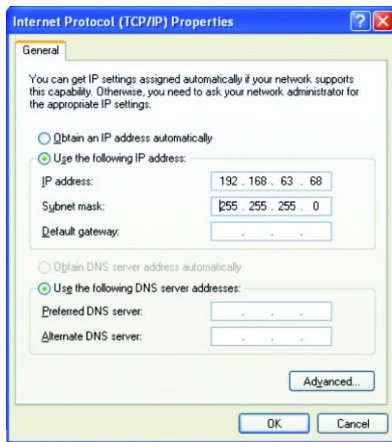 Internet Protocol (TCP/IP) Properties
General
You can get IP settings assigned automatically if your network supports
this capability. Otherwise, you need to ask your network administrator for
the appropriate IP settings.
Obtain an IP address automatically
Use the following IP address:
IP address: 192 . 168 . 63 . 68
Subnet mask: 255 . 255 . 255 . 0
Default gateway: . . .
Obtain DNS server address automatically
Use the following DNS server addresses:
Preferred DNS server: . . .
Alternate DNS server: . . .
Advanced...
OK Cancel